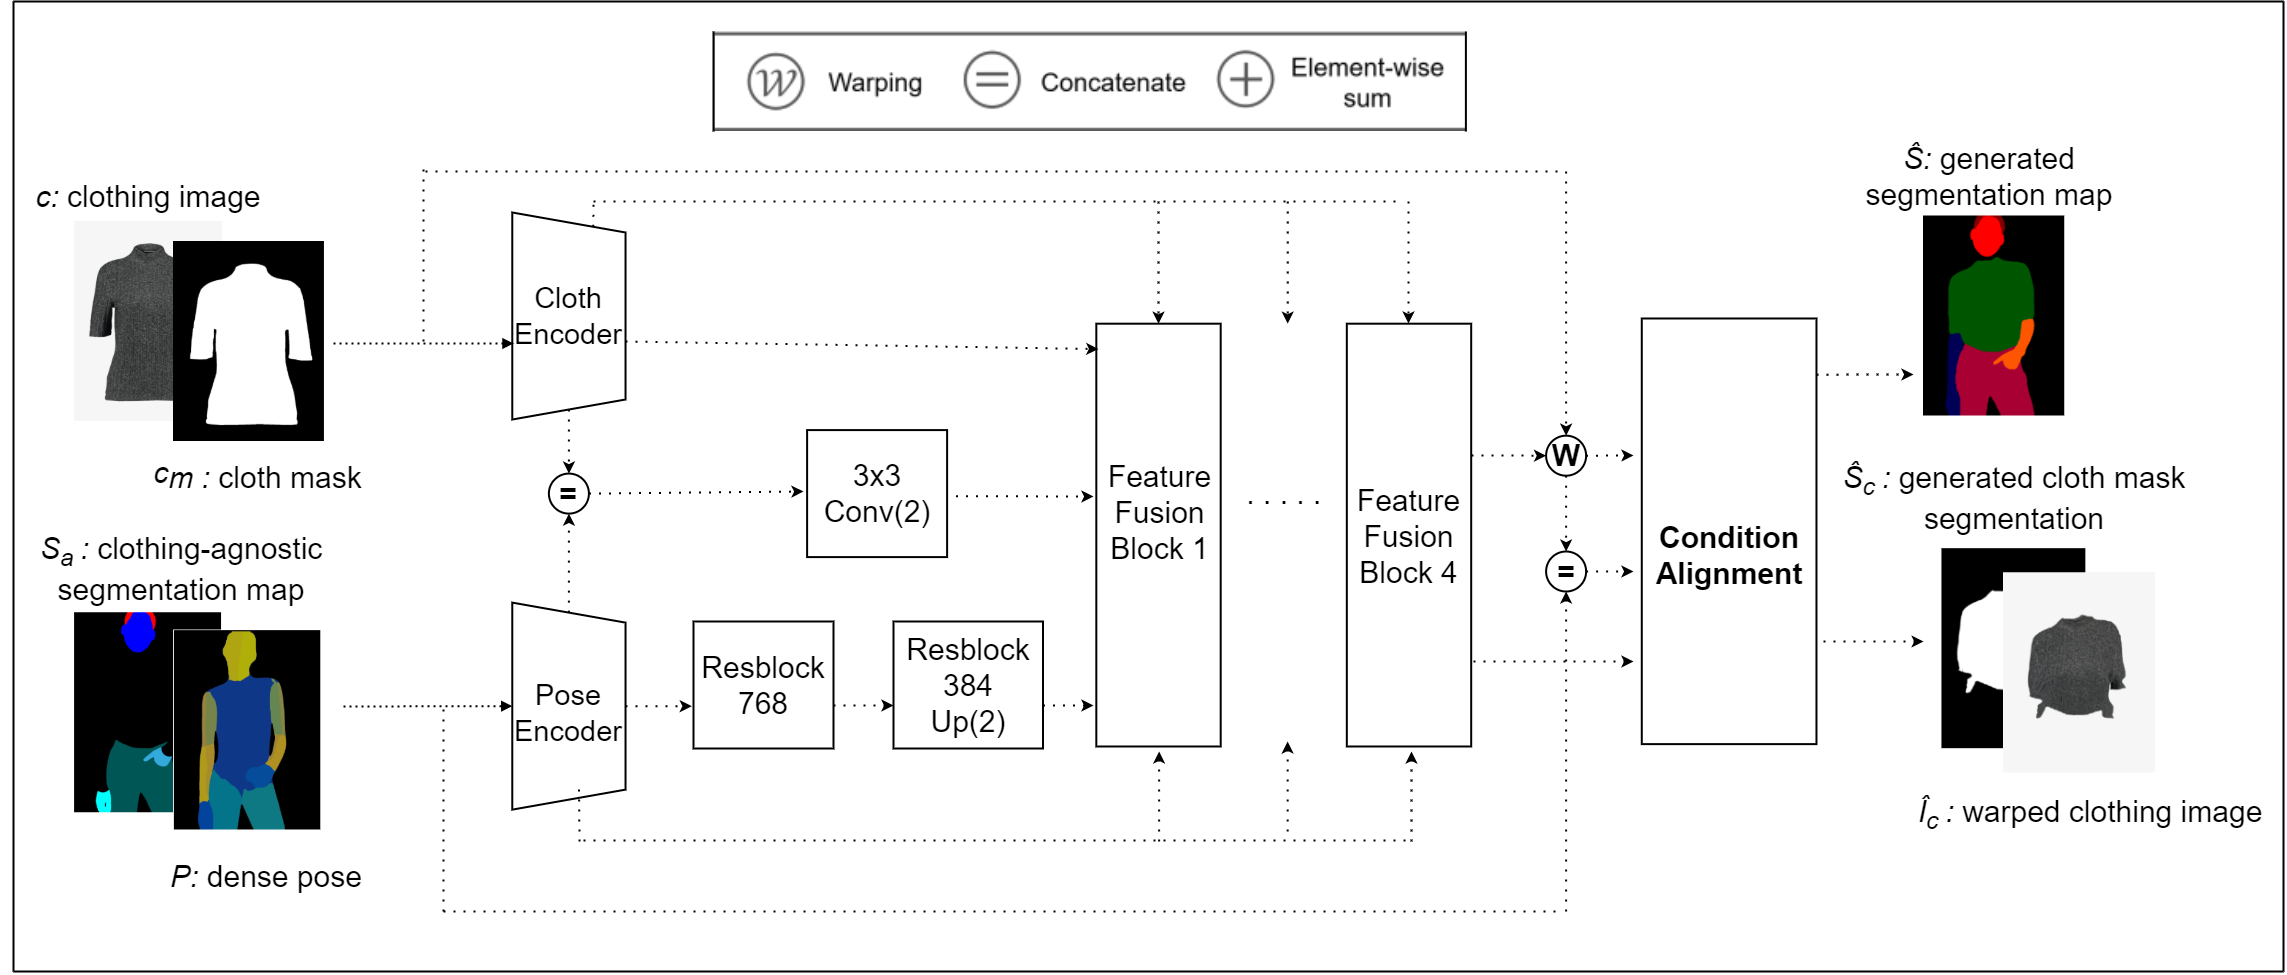 W Warping = Concatenate + Element-wise
sum
c: clothing image
cm : cloth mask
Sa : clothing-agnostic
segmentation map
P: dense pose
Cloth
Encoder
=
3x3
Conv(2)
Pose
Encoder
Resblock
768
Resblock
384
Up(2)
Feature
Fusion
Block 1
. . . . .
Feature
Fusion
Block 4
W
=
Condition
Alignment
Ŝ: generated
segmentation map
Ŝc : generated cloth mask
segmentation
Îc : warped clothing image